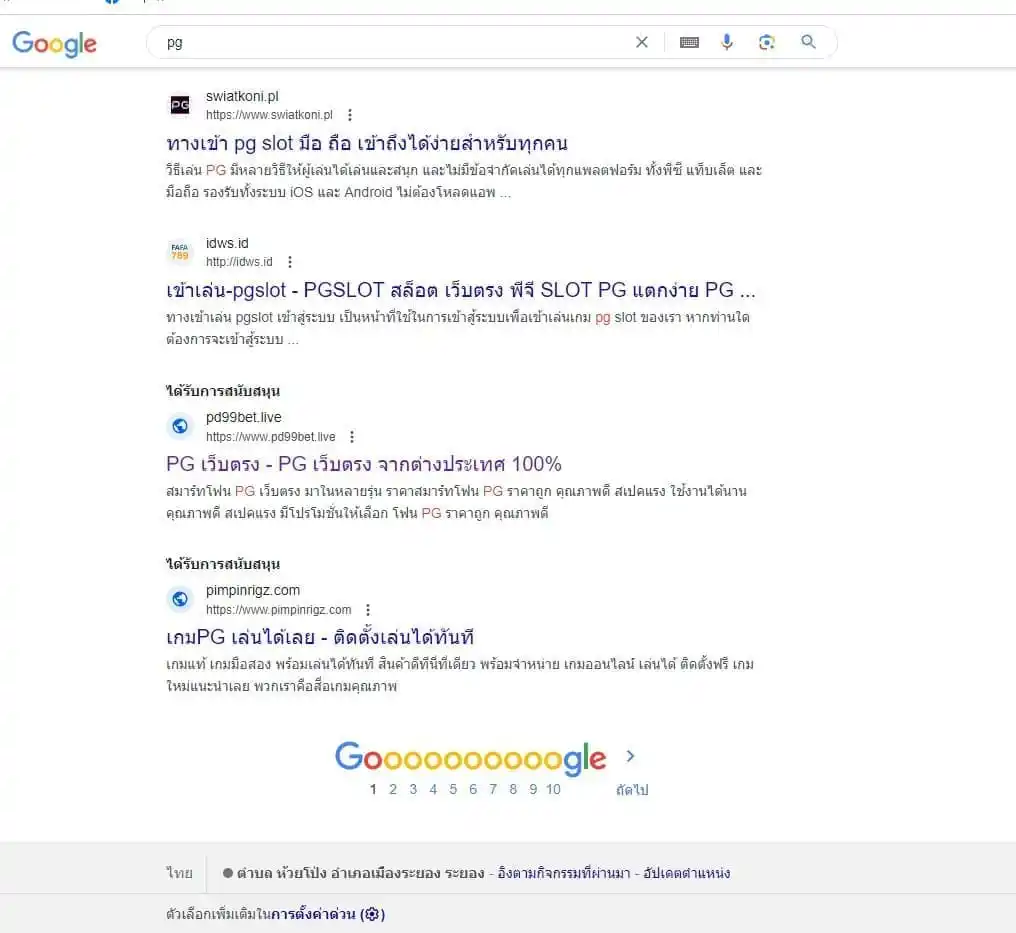 Google
pg
PG
swiatkoni.pl
https://www.swiatkoni.pl
ทางเข้า pg slot มือ ถือ เข้าถึงได้ง่ายสำหรับทุกคน
วิธีเล่น PG มีหลายวิธีให้ผู้เล่นได้เล่นและสนุก และไม่มีข้อจำกัดเล่นได้ทุกแพลตฟอร์ม ทั้งพีซี แท็บเล็ต และ
มือถือ รองรับทั้งระบบ iOS และ Android ไม่ต้องโหลดแอพ ...
FAFA
789
idws.id
http://idws.id
เข้าเล่น-pgslot - PGSLOT สล็อต เว็บตรง พีจี SLOT PG แตกง่าย PG ...
ทางเข้าเล่น pgslot เข้าสู่ระบบ เป็นหน้าที่ใช้ในการเข้าสู่ระบบเพื่อเข้าเล่นเกม pg slot ของเรา หากท่านใด
ต้องการจะเข้าสู่ระบบ ...
ได้รับการสนับสนุน
pd99bet.live
https://www.pd99bet.live
PG เว็บตรง - PG เว็บตรง จากต่างประเทศ 100%
สมาร์ทโฟน PG เว็บตรง มาในหลายรุ่น ราคาสมาร์ทโฟน PG ราคาถูก คุณภาพดี สเปคแรง ใช้งานได้นาน
คุณภาพดี สเปคแรง มีโปรโมชั่นให้เลือก โฟน PG ราคาถูก คุณภาพดี
ได้รับการสนับสนุน
pimpinrigz.com
https://www.pimpinrigz.com
เกมPG เล่นได้เลย - ติดตั้งเล่นได้ทันที
เกมแท้ เกมมือสอง พร้อมเล่นได้ทันที สินค้าดีที่นี่ที่เดียว พร้อมจำหน่าย เกมออนไลน์ เล่นได้ ติดตั้งฟรี เกม
ใหม่แนะนำเลย พวกเราคือสื่อเกมคุณภาพ
Goooooooooogle
1 2 3 4 5 6 7 8 9 10 ถัดไป
ไทย ตำบล ห้วยโป่ง อำเภอเมืองระยอง ระยอง - อิงตามกิจกรรมที่ผ่านมา - อัปเดตตำแหน่ง
ตัวเลือกเพิ่มเติมในการตั้งค่าด่วน ()